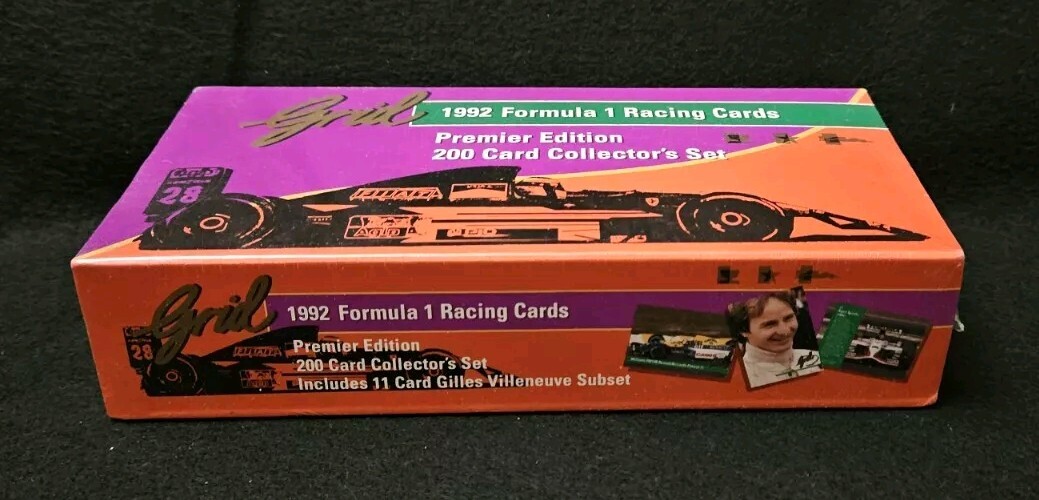 Grid
1992 Formula 1 Racing Cards
Premier Edition
200 Card Collector's Set
28
Grid
1992 Formula 1 Racing Cards
Premier Edition
28
200 Card Collector's Set
Includes 11 Card Gilles Villeneuve Subset